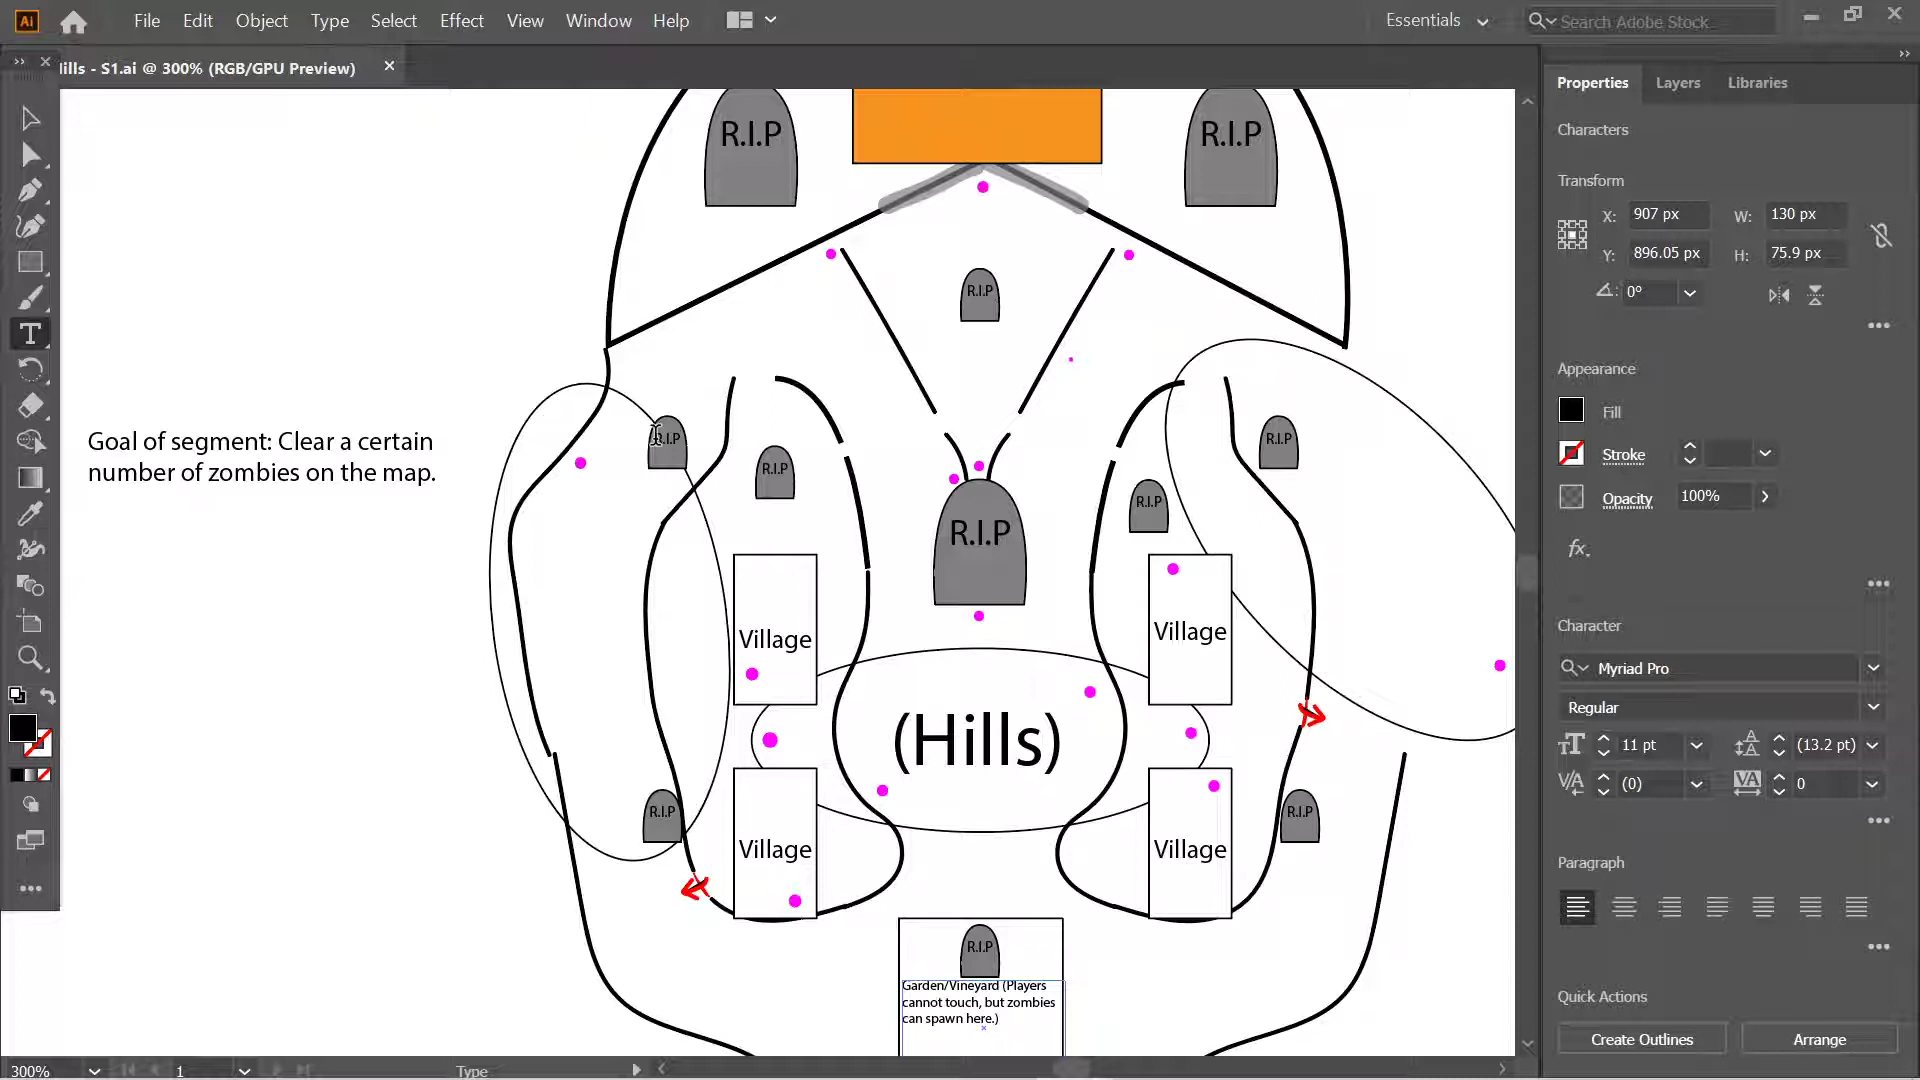 Ai
File Edit Object Type Select Effect View Window Help
Essentials
Search Adobe Stock
ills - S1.ai @ 300% (RGB/GPU Preview)
Properties Layers Libraries
Characters
Transform
X: 907 px W: 130 px
Y: 896.05 px H: 75.9 px
0°
Appearance
Fill
Stroke
Opacity 100%
fx.
Character
Myriad Pro
Regular
11 pt (13.2 pt)
(0) 0
Paragraph
Quick Actions
Create Outlines Arrange
R.I.P
R.I.P
R.I.P
Goal of segment: Clear a certain
number of zombies on the map.
R.I.P
R.I.P
R.I.P
R.I.P
R.I.P
Village
Village
(Hills)
R.I.P
R.I.P
Village
Village
R.I.P
Garden/Vineyard (Players
cannot touch, but zombies
can spawn here.)
300% 1 Type